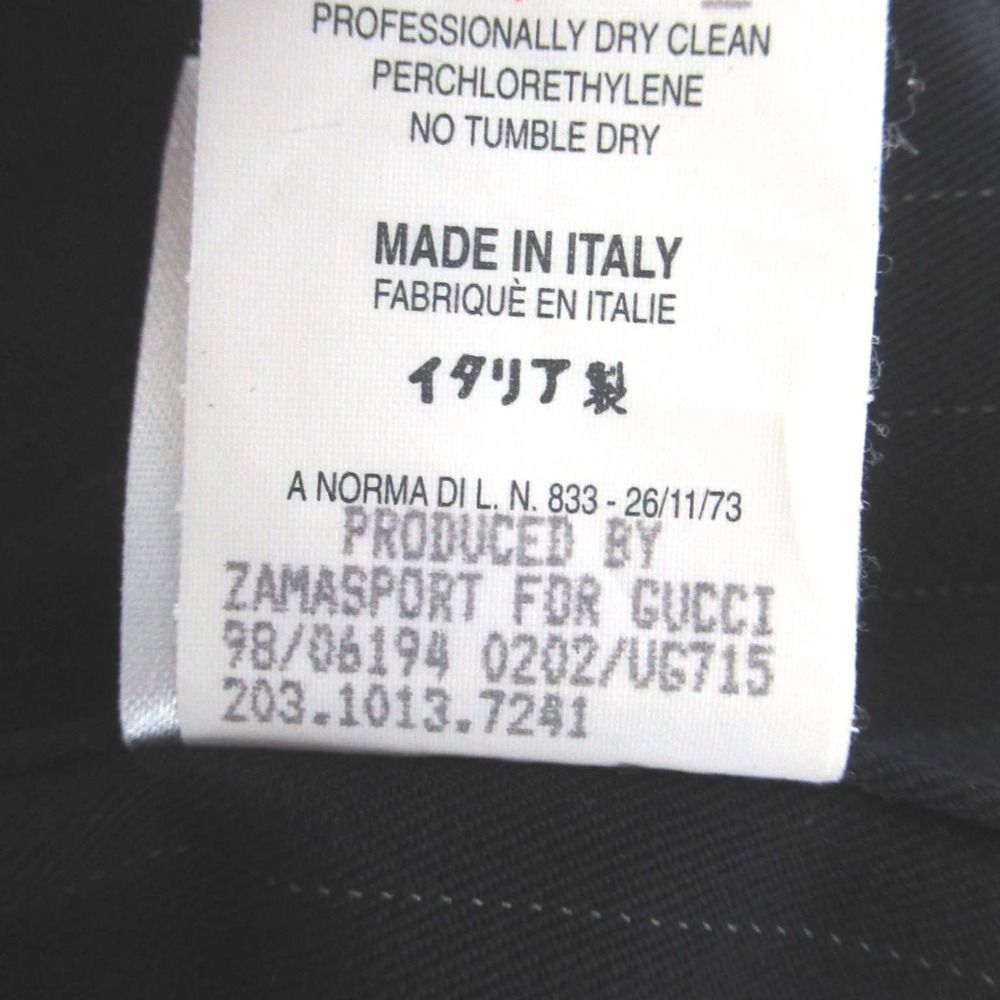 PROFESSIONALLY DRY CLEAN
PERCHLORETHYLENE
NO TUMBLE DRY
MADE IN ITALY
FABRIQUÈ EN ITALIE
イタリア製
A NORMA DI L. N. 833 - 26/11/73
PRODUCED BY
ZAMASPORT FOR GUCCI
98/06194 0202/UG715
203.1013.7241